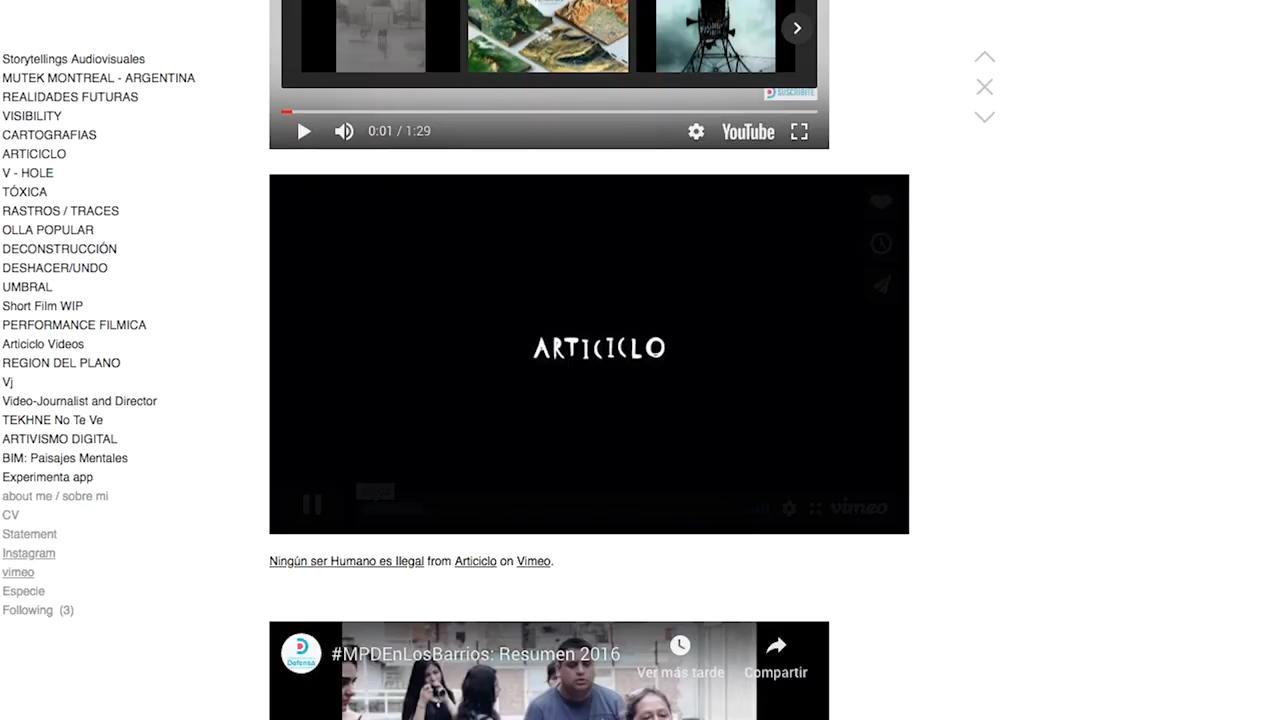 Storytellings Audiovisuales
MUTEK MONTREAL - ARGENTINA
REALIDADES FUTURAS
VISIBILITY
CARTOGRAFIAS
ARTICICLO
V - HOLE
TÓXICA
RASTROS / TRACES
OLLA POPULAR
DECONSTRUCCIÓN
DESHACER/UNDO
UMBRAL
Short Film WIP
PERFORMANCE FILMICA
Articiclo Videos
REGION DEL PLANO
Vj
Video-Journalist and Director
TEKHNE No Te Ve
ARTIVISMO DIGITAL
BIM: Paisajes Mentales
Experimenta app
about me / sobre mi
CV
Statement
Instagram
vimeo
Especie
Following (3)
SUSCRIBITE
0:01 / 1:29
YouTube
ARTICICLO
vimeo
Ningún ser Humano es Ilegal from Articiclo on Vimeo.
Defensa
#MPDEnLosBarrios: Resumen 2016
Ver más tarde
Compartir